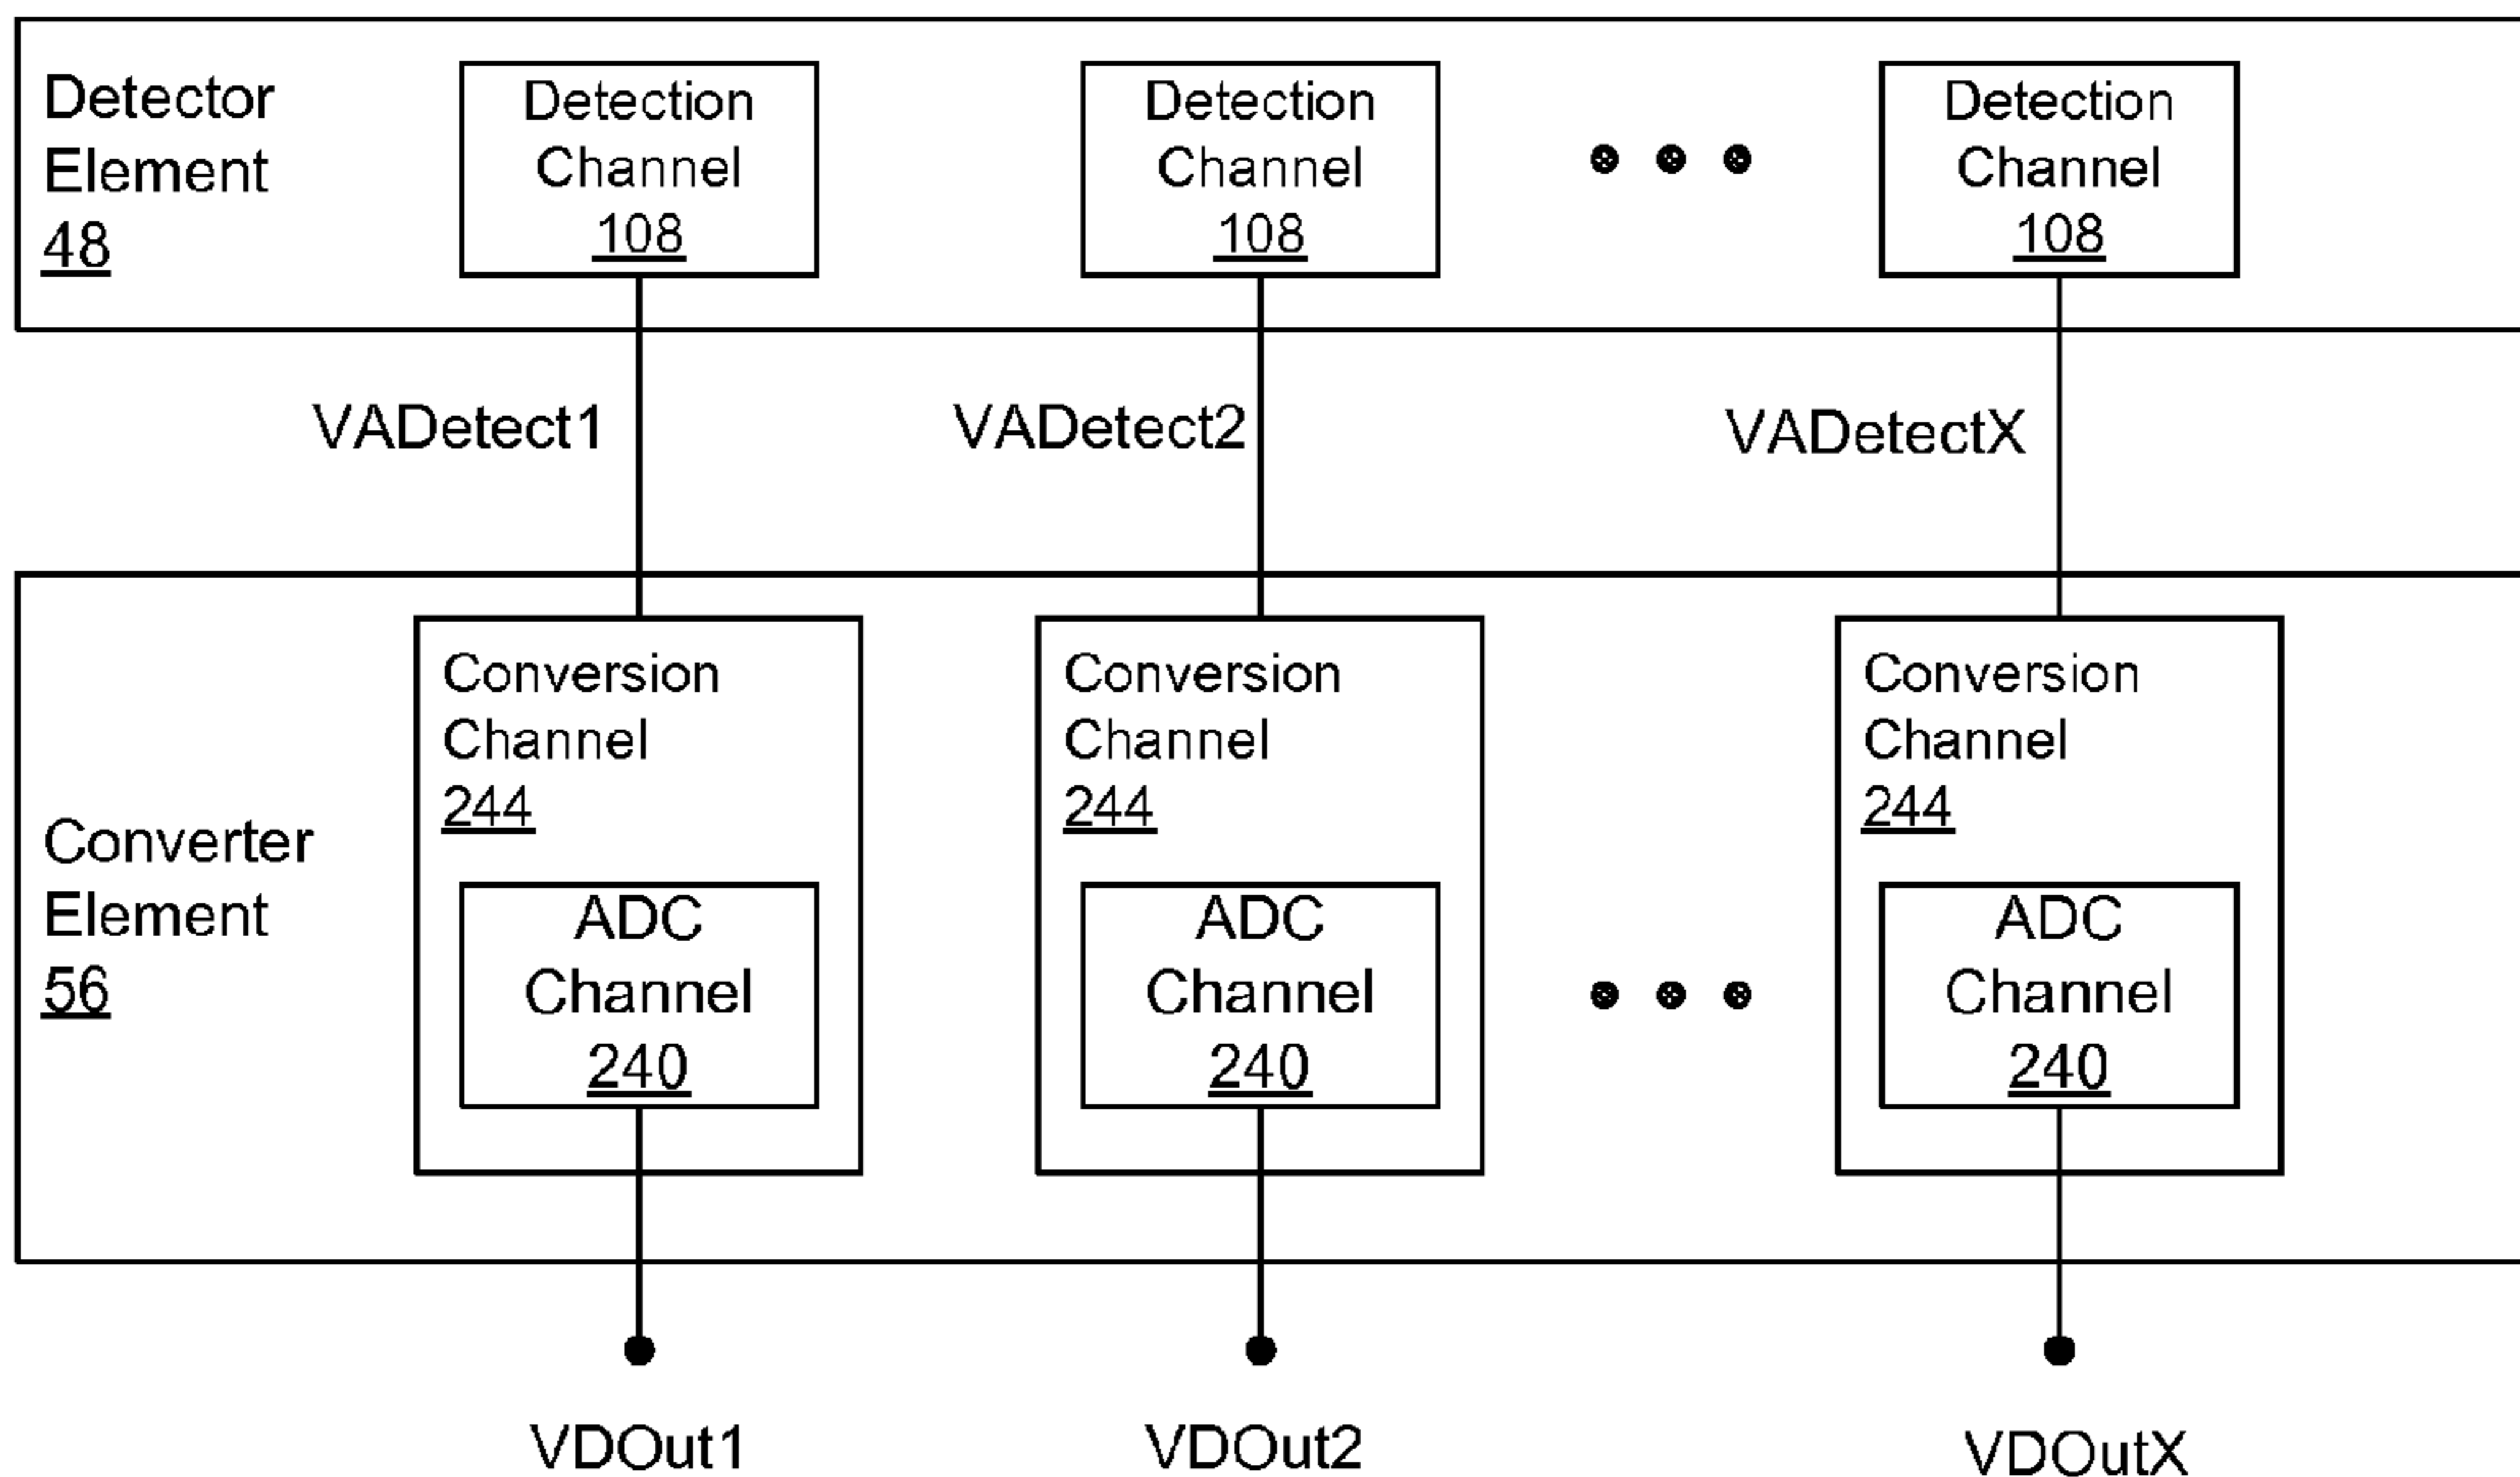 Detector
Element
48
Detection
Channel
108
Detection
Channel
108
Detection
Channel
108
VADetect1
VADetect2
VADetectX
Converter
Element
56
Conversion
Channel
244
ADC
Channel
240
Conversion
Channel
244
ADC
Channel
240
Conversion
Channel
244
ADC
Channel
240
VDOut1
VDOut2
VDOutX